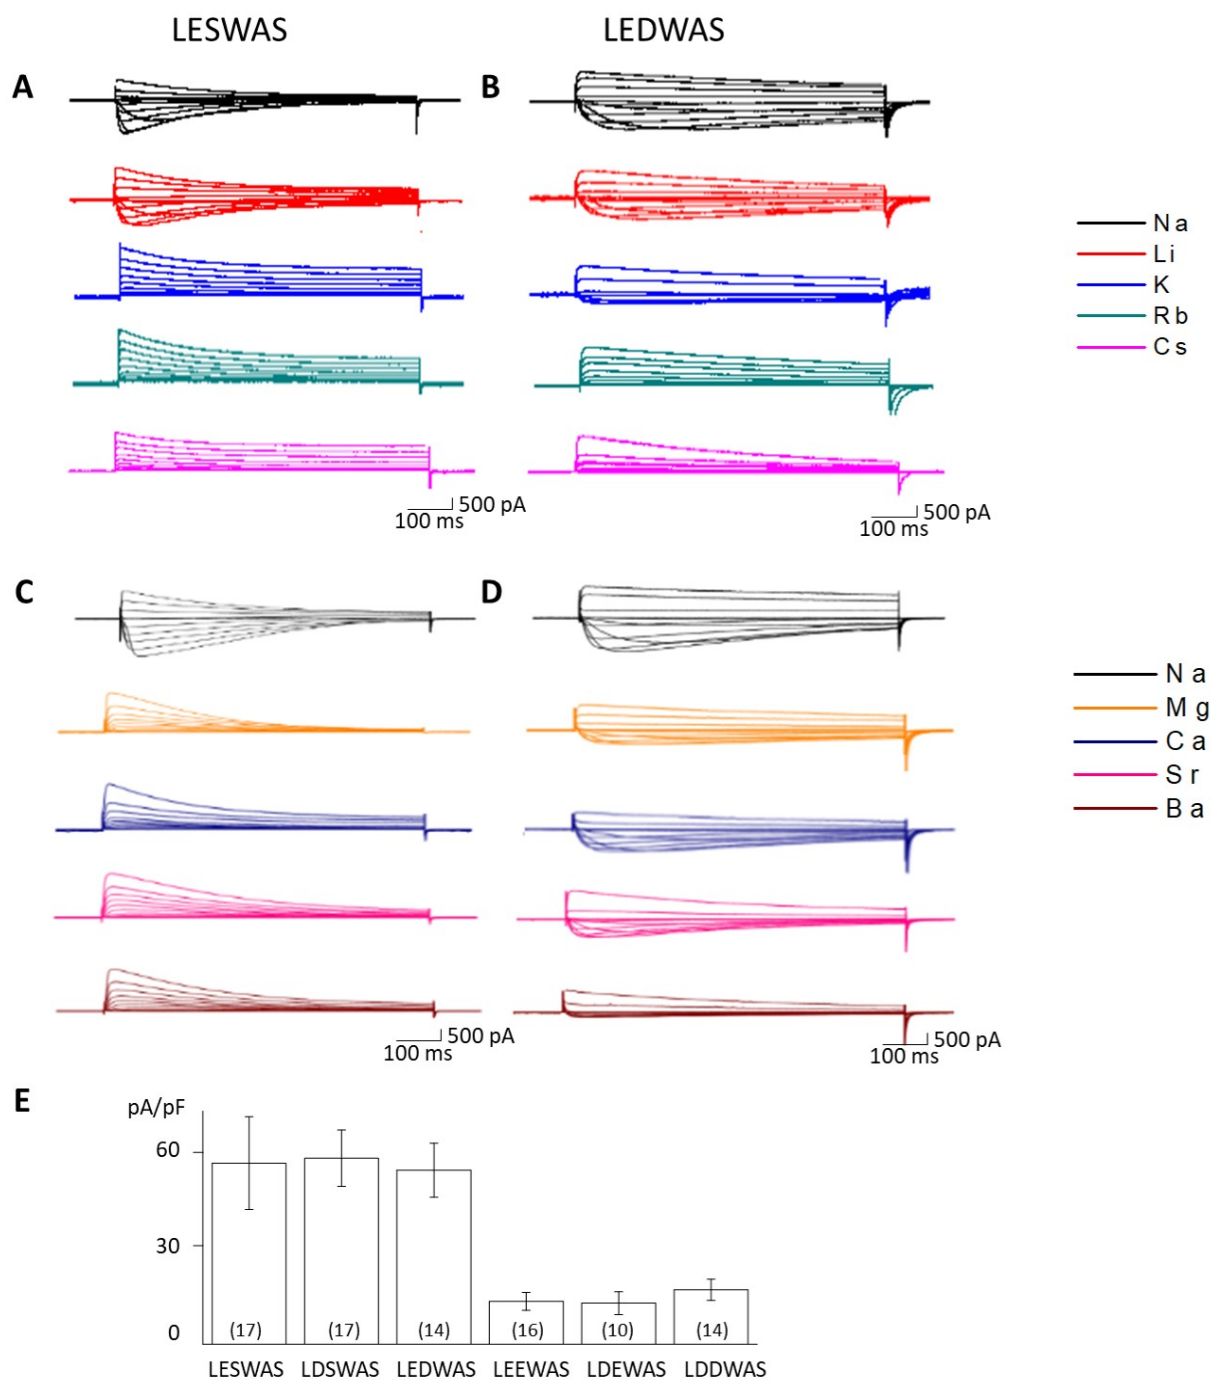 LESWAS LEDWAS
A B
Na
Li
K
Rb
Cs
500 pA
100 ms
500 pA
100 ms
C D
Na
Mg
Ca
Sr
Ba
500 pA
100 ms
500 pA
100 ms
E
pA/pF
60
30
0
(17) (17) (14) (16) (10) (14)
LESWAS LDSWAS LEDWAS LEEWAS LDEWAS LDDWAS